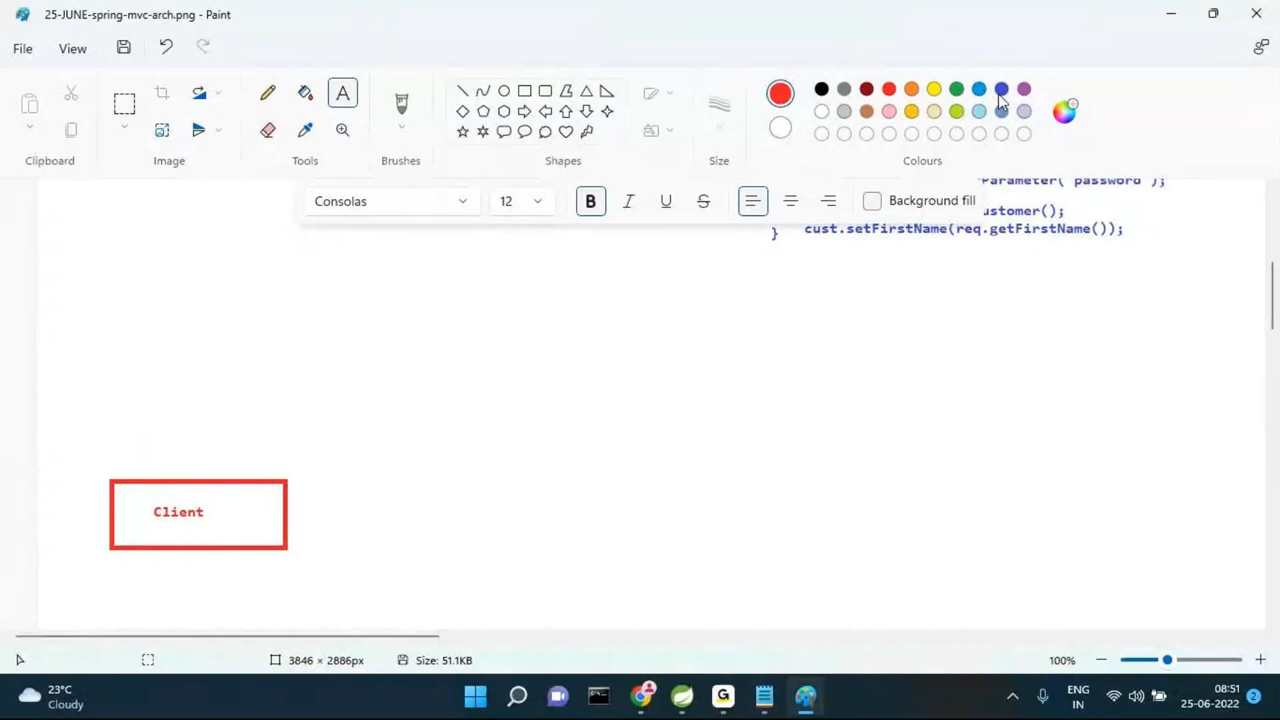 25-JUNE-spring-mvc-arch.png - Paint
File View
Clipboard Image Tools Brushes Shapes Size Colours
Consolas 12 B I U S Background fill
Parameter( password );
ustomer();
cust.setFirstName(req.getFirstName());
}
Client
3846 × 2886px Size: 51.1KB 100%
23°C
Cloudy
ENG
IN
08:51
25-06-2022
2